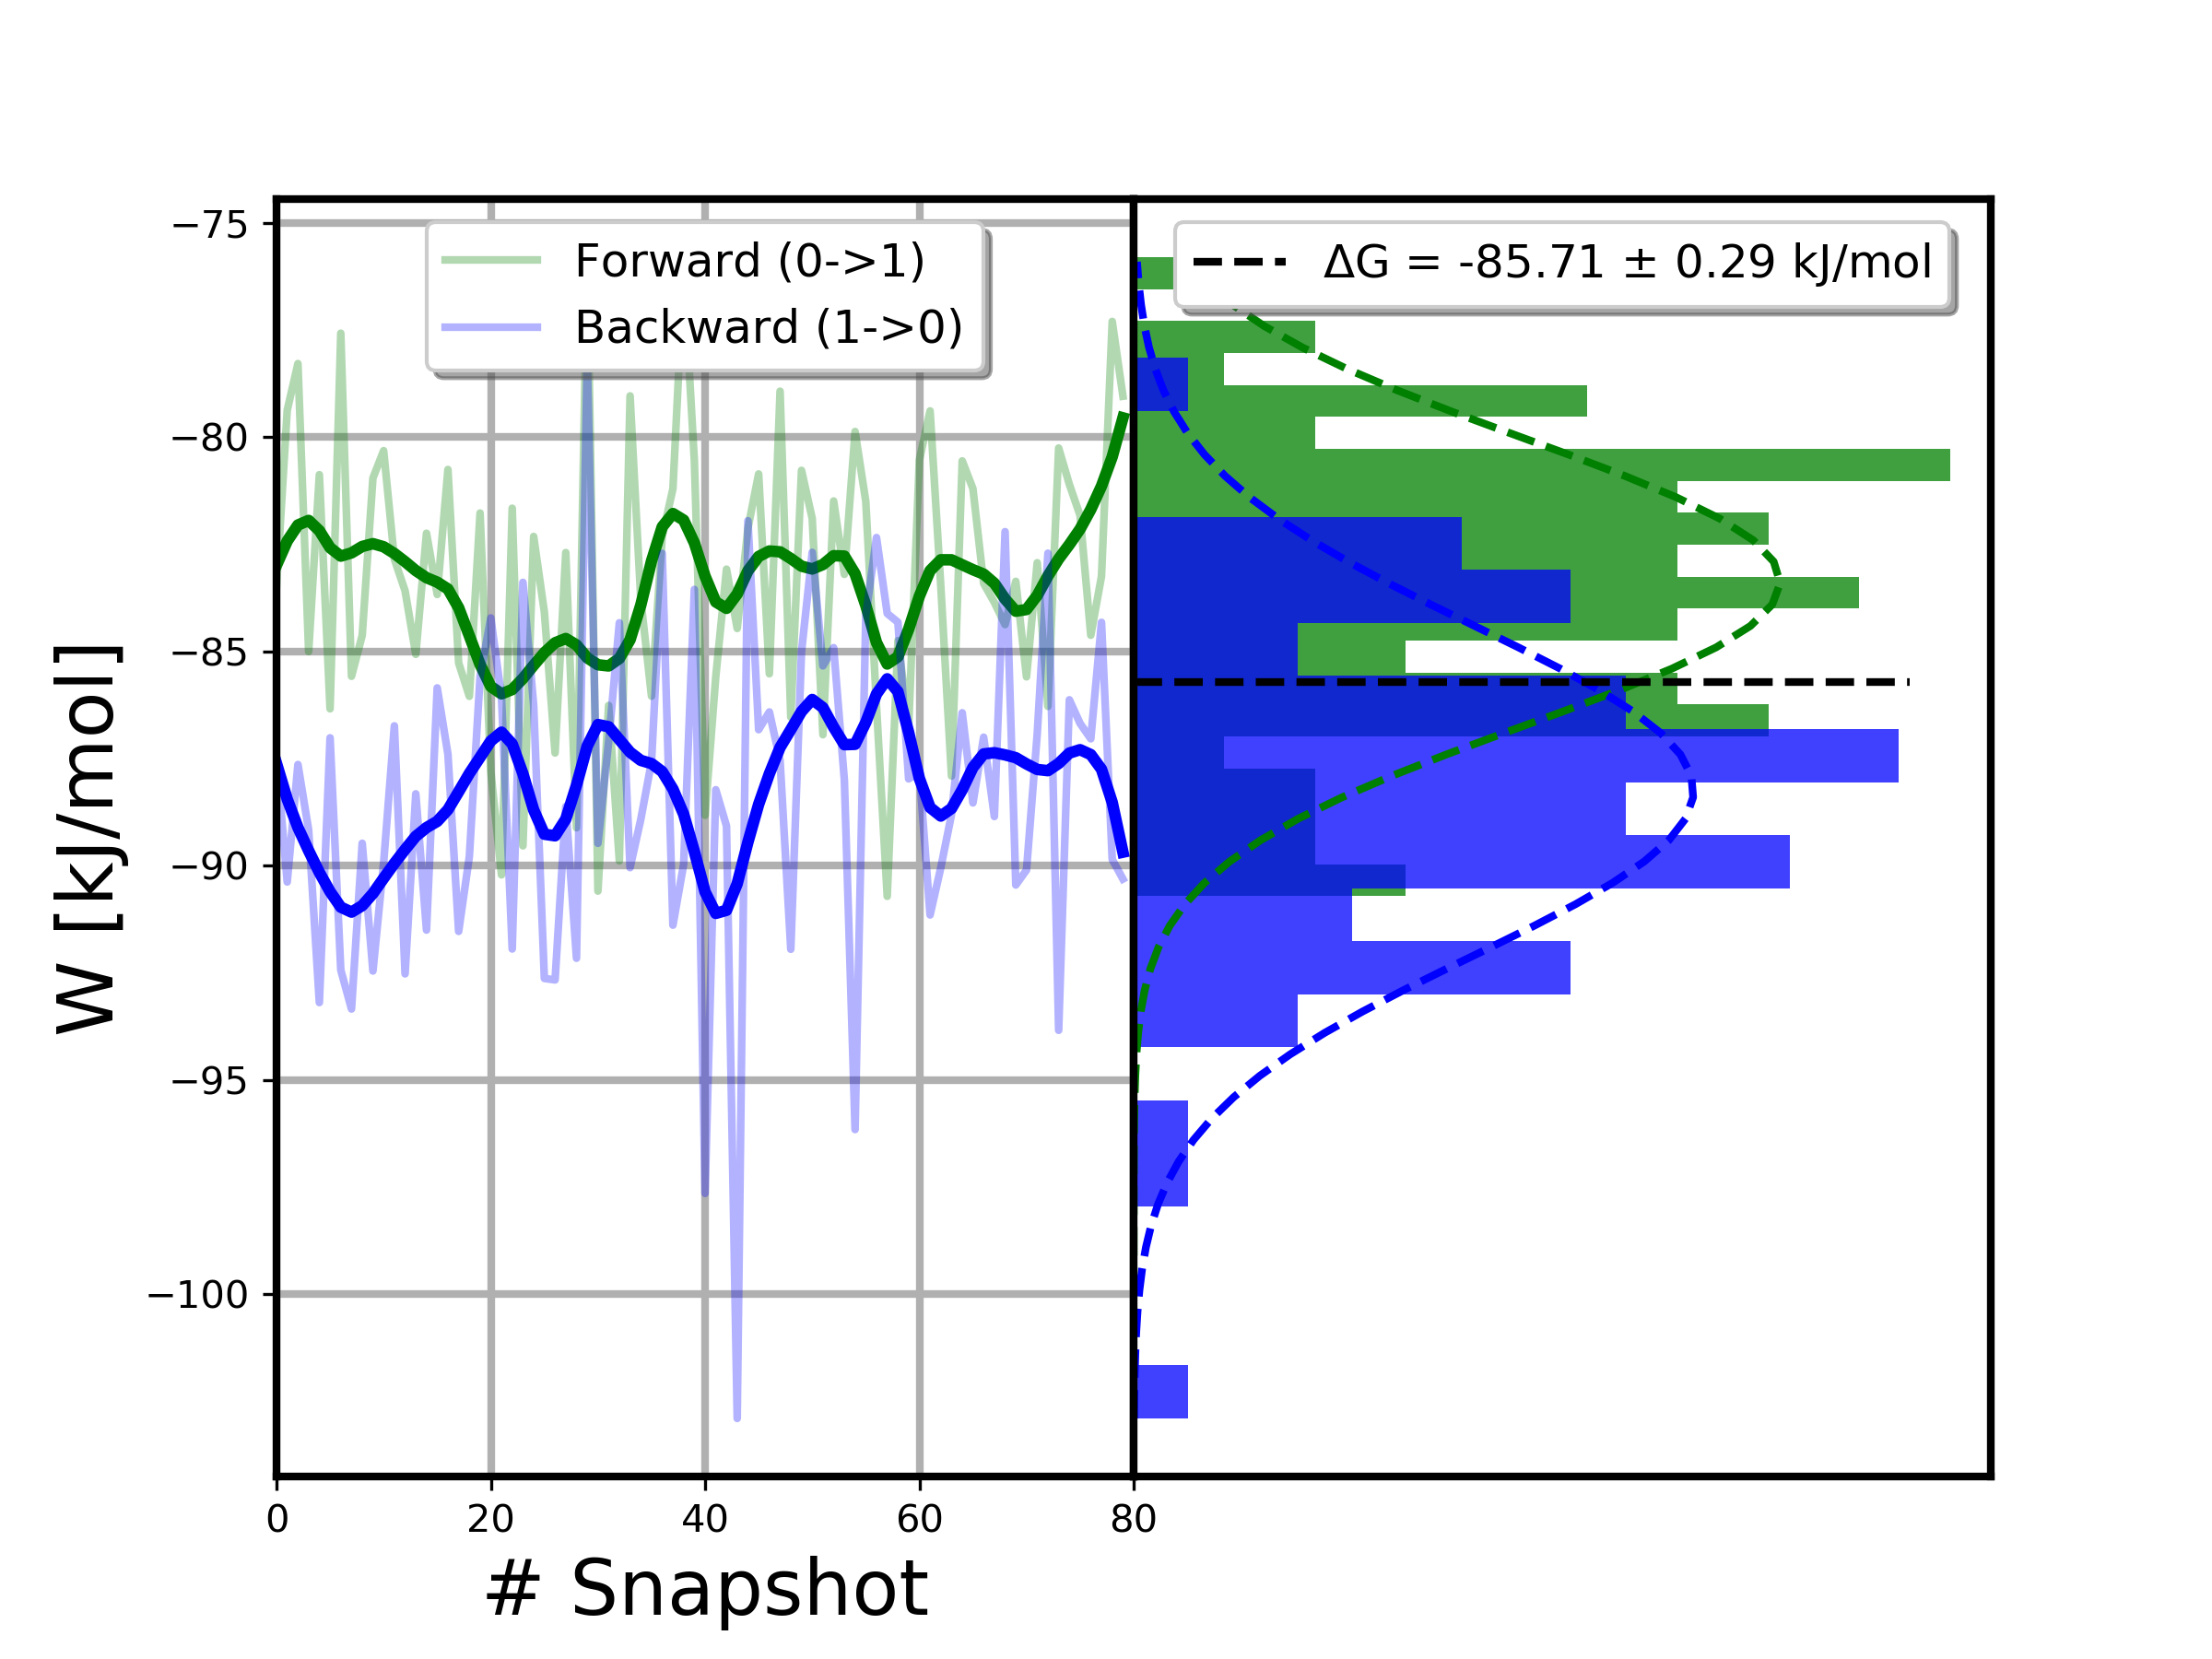 Forward (0->1)
Backward (1->0)
ΔG = -85.71 ± 0.29 kJ/mol
W [kJ/mol]
−75
−80
−85
−90
−95
−100
0 20 40 60 80
# Snapshot